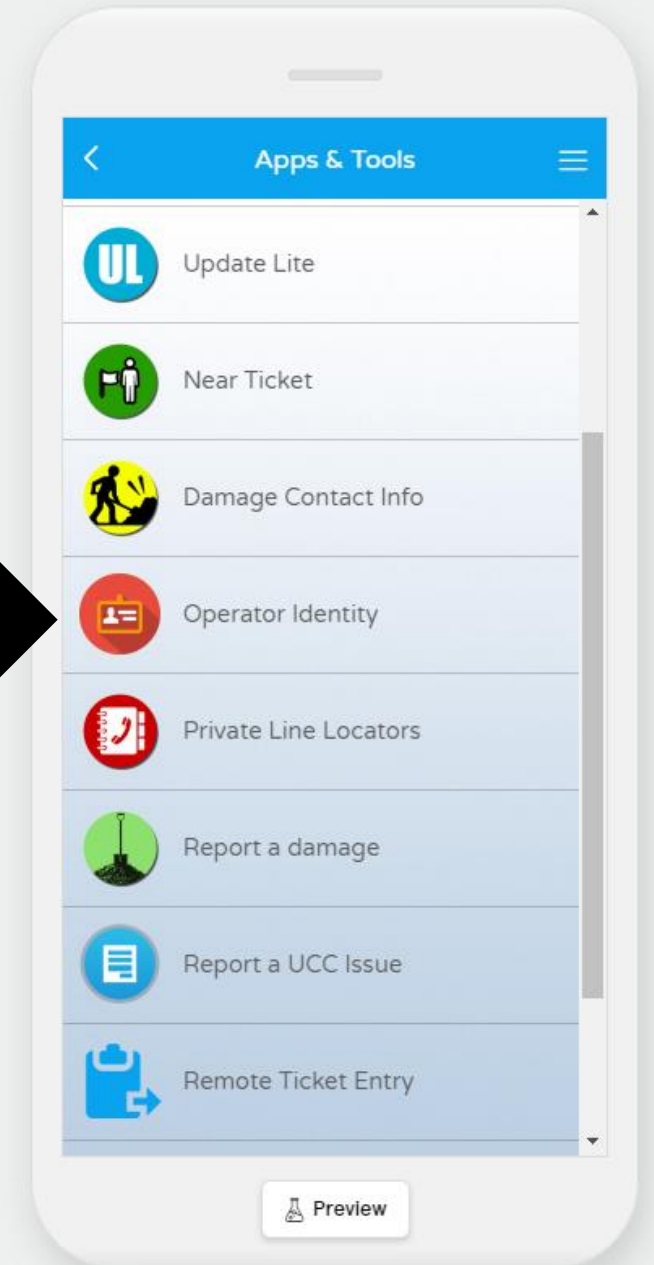 Apps & Tools
UL Update Lite
Near Ticket
Damage Contact Info
Operator Identity
Private Line Locators
Report a damage
Report a UCC Issue
Remote Ticket Entry
Preview